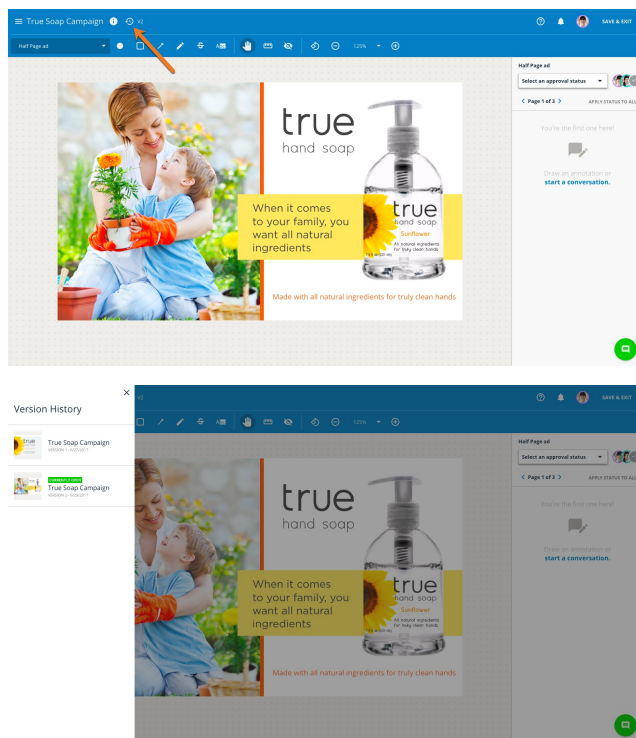 True Soap Campaign V2
SAVE & EXIT
Half Page ad
125%
true
hand soap
When it comes
to your family, you
want all natural
ingredients
true
hand soap
Sunflower
All natural ingredients
for truly clean hands
Made with all natural ingredients for truly clean hands
Half Page ad
Select an approval status
Page 1 of 3
APPLY STATUS TO ALL
You're the first one here!
Draw an annotation or
start a conversation.
Version History
True Soap Campaign
VERSION 1 - 6/27/2017
CURRENTLY OPEN
True Soap Campaign
VERSION 2 - 6/28/2017
V2
SAVE & EXIT
125%
true
hand soap
When it comes
to your family, you
want all natural
ingredients
true
hand soap
Sunflower
All natural ingredients
for truly clean hands
Made with all natural ingredients for truly clean hands
Half Page ad
Select an approval status
Page 1 of 3
APPLY STATUS TO ALL
You're the first one here!
Draw an annotation or
start a conversation.